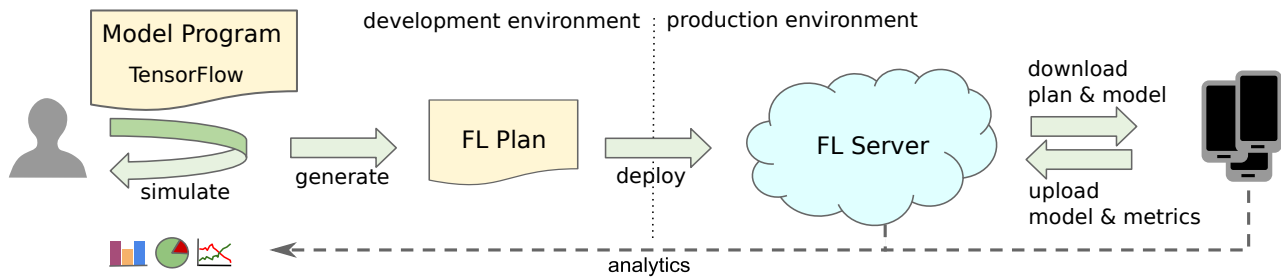 development environment
production environment
Model Program
TensorFlow
simulate
generate
FL Plan
deploy
FL Server
download
plan & model
upload
model & metrics
analytics